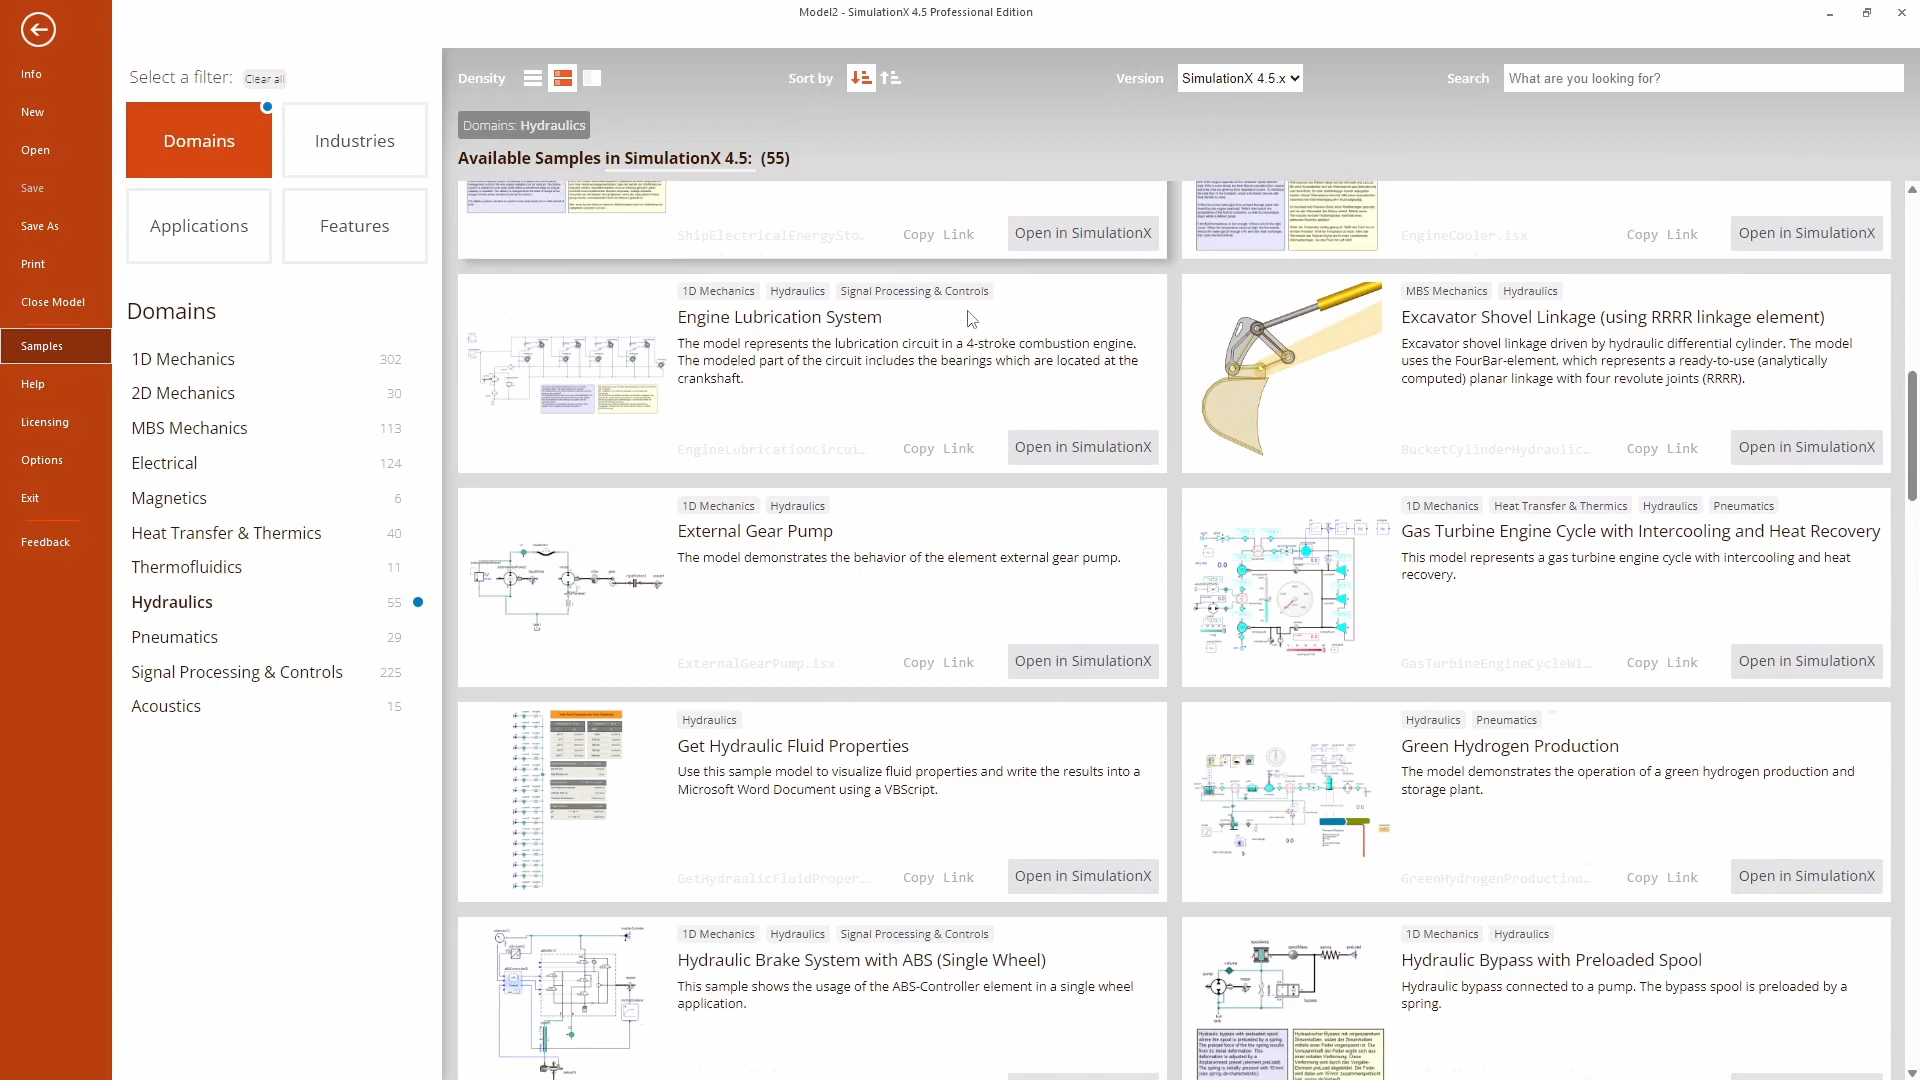 Model2 - SimulationX 4.5 Professional Edition
Info
New
Open
Save
Save As
Print
Close Model
Samples
Help
Licensing
Options
Exit
Feedback
Select a filter: Clear all
Domains
Industries
Applications
Features
Domains
1D Mechanics 302
2D Mechanics 30
MBS Mechanics 113
Electrical 124
Magnetics 6
Heat Transfer & Thermics 40
Thermofluidics 11
Hydraulics 55
Pneumatics 29
Signal Processing & Controls 225
Acoustics 15
Density
Sort by
Version SimulationX 4.5.x
Search What are you looking for?
Domains: Hydraulics
Available Samples in SimulationX 4.5: (55)
ShipElectricalEnergySto… Copy Link Open in SimulationX
EngineCooler.isx Copy Link Open in SimulationX
1D Mechanics Hydraulics Signal Processing & Controls
Engine Lubrication System
The model represents the lubrication circuit in a 4-stroke combustion engine.
The modeled part of the circuit includes the bearings which are located at the
crankshaft.
EngineLubricationCircui… Copy Link Open in SimulationX
MBS Mechanics Hydraulics
Excavator Shovel Linkage (using RRRR linkage element)
Excavator shovel linkage driven by hydraulic differential cylinder. The model
uses the FourBar-element, which represents a ready-to-use (analytically
computed) planar linkage with four revolute joints (RRRR).
BucketCylinderHydraulic… Copy Link Open in SimulationX
1D Mechanics Hydraulics
External Gear Pump
The model demonstrates the behavior of the element external gear pump.
ExternalGearPump.isx Copy Link Open in SimulationX
1D Mechanics Heat Transfer & Thermics Hydraulics Pneumatics
Gas Turbine Engine Cycle with Intercooling and Heat Recovery
This model represents a gas turbine engine cycle with intercooling and heat
recovery.
GasTurbineEngineCycleWi… Copy Link Open in SimulationX
Hydraulics
Get Hydraulic Fluid Properties
Use this sample model to visualize fluid properties and write the results into a
Microsoft Word Document using a VBScript.
GetHydraulicFluidProper… Copy Link Open in SimulationX
Hydraulics Pneumatics
Green Hydrogen Production
The model demonstrates the operation of a green hydrogen production and
storage plant.
GreenHydrogenProduction… Copy Link Open in SimulationX
1D Mechanics Hydraulics Signal Processing & Controls
Hydraulic Brake System with ABS (Single Wheel)
This sample shows the usage of the ABS-Controller element in a single wheel
application.
1D Mechanics Hydraulics
Hydraulic Bypass with Preloaded Spool
Hydraulic bypass connected to a pump. The bypass spool is preloaded by a
spring.